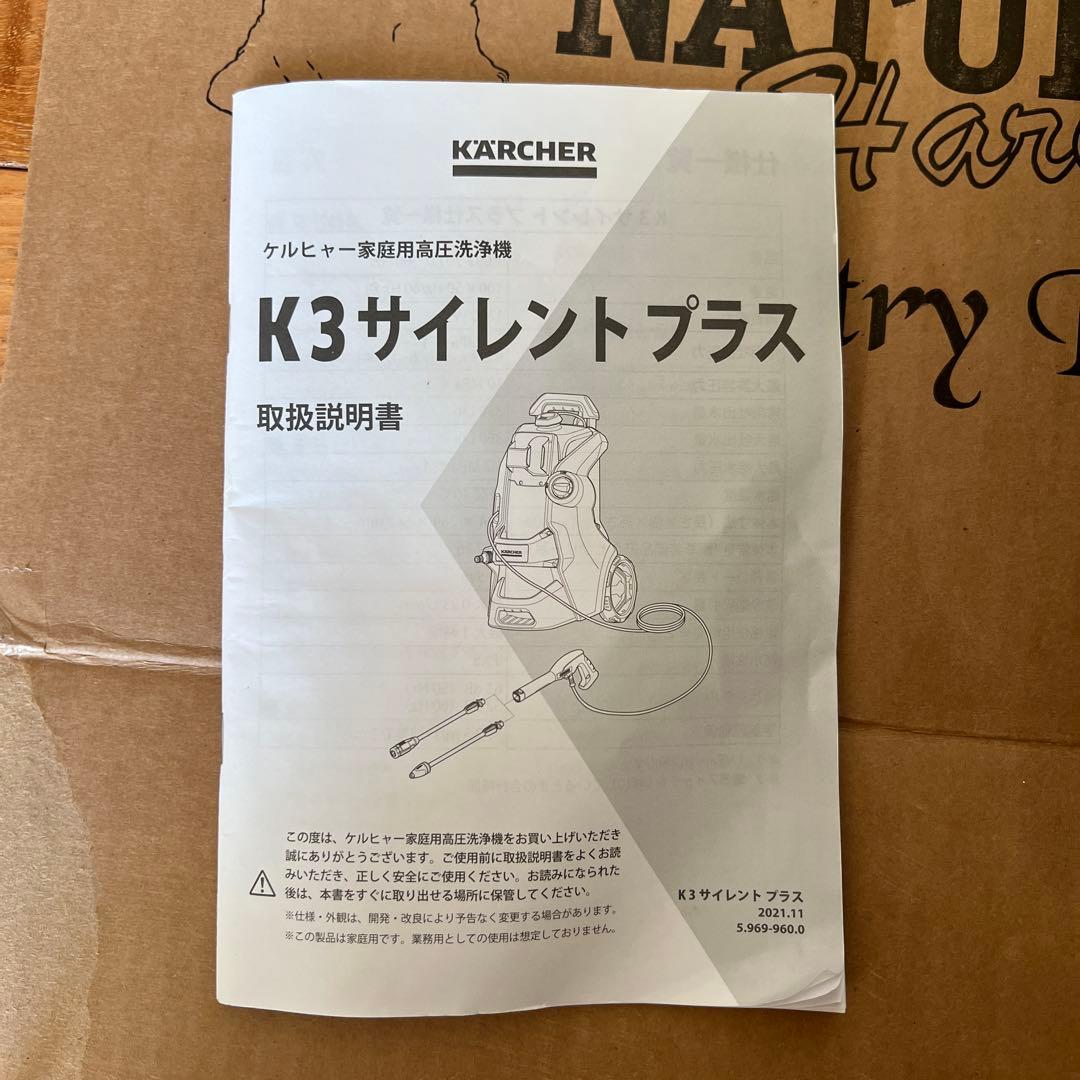 NATUR
Har
try
KÄRCHER
ケルヒャー家庭用高圧洗浄機
K3サイレント プラス
取扱説明書
KÄRCHER
この度は、ケルヒャー家庭用高圧洗浄機をお買い上げいただき
誠にありがとうございます。ご使用前に取扱説明書をよくお読
みいただき、正しく安全にご使用ください。お読みになられた
後は、本書をすぐに取り出せる場所に保管してください。
※仕様・外観は、開発・改良により予告なく変更する場合があります。
※この製品は家庭用です。業務用としての使用は想定しておりません。
K3サイレント プラス
2021.11
5.969-960.0